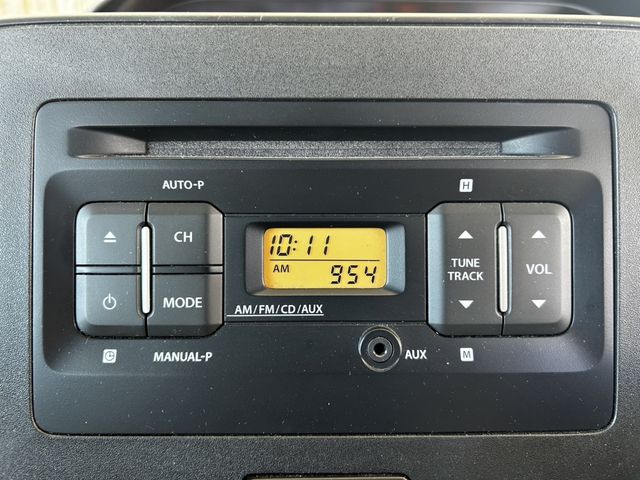 AUTO-P
H
CH
10:11
TUNE
TRACK
VOL
AM
954
MODE
AM/FM/CD/AUX
MANUAL-P
AUX
M